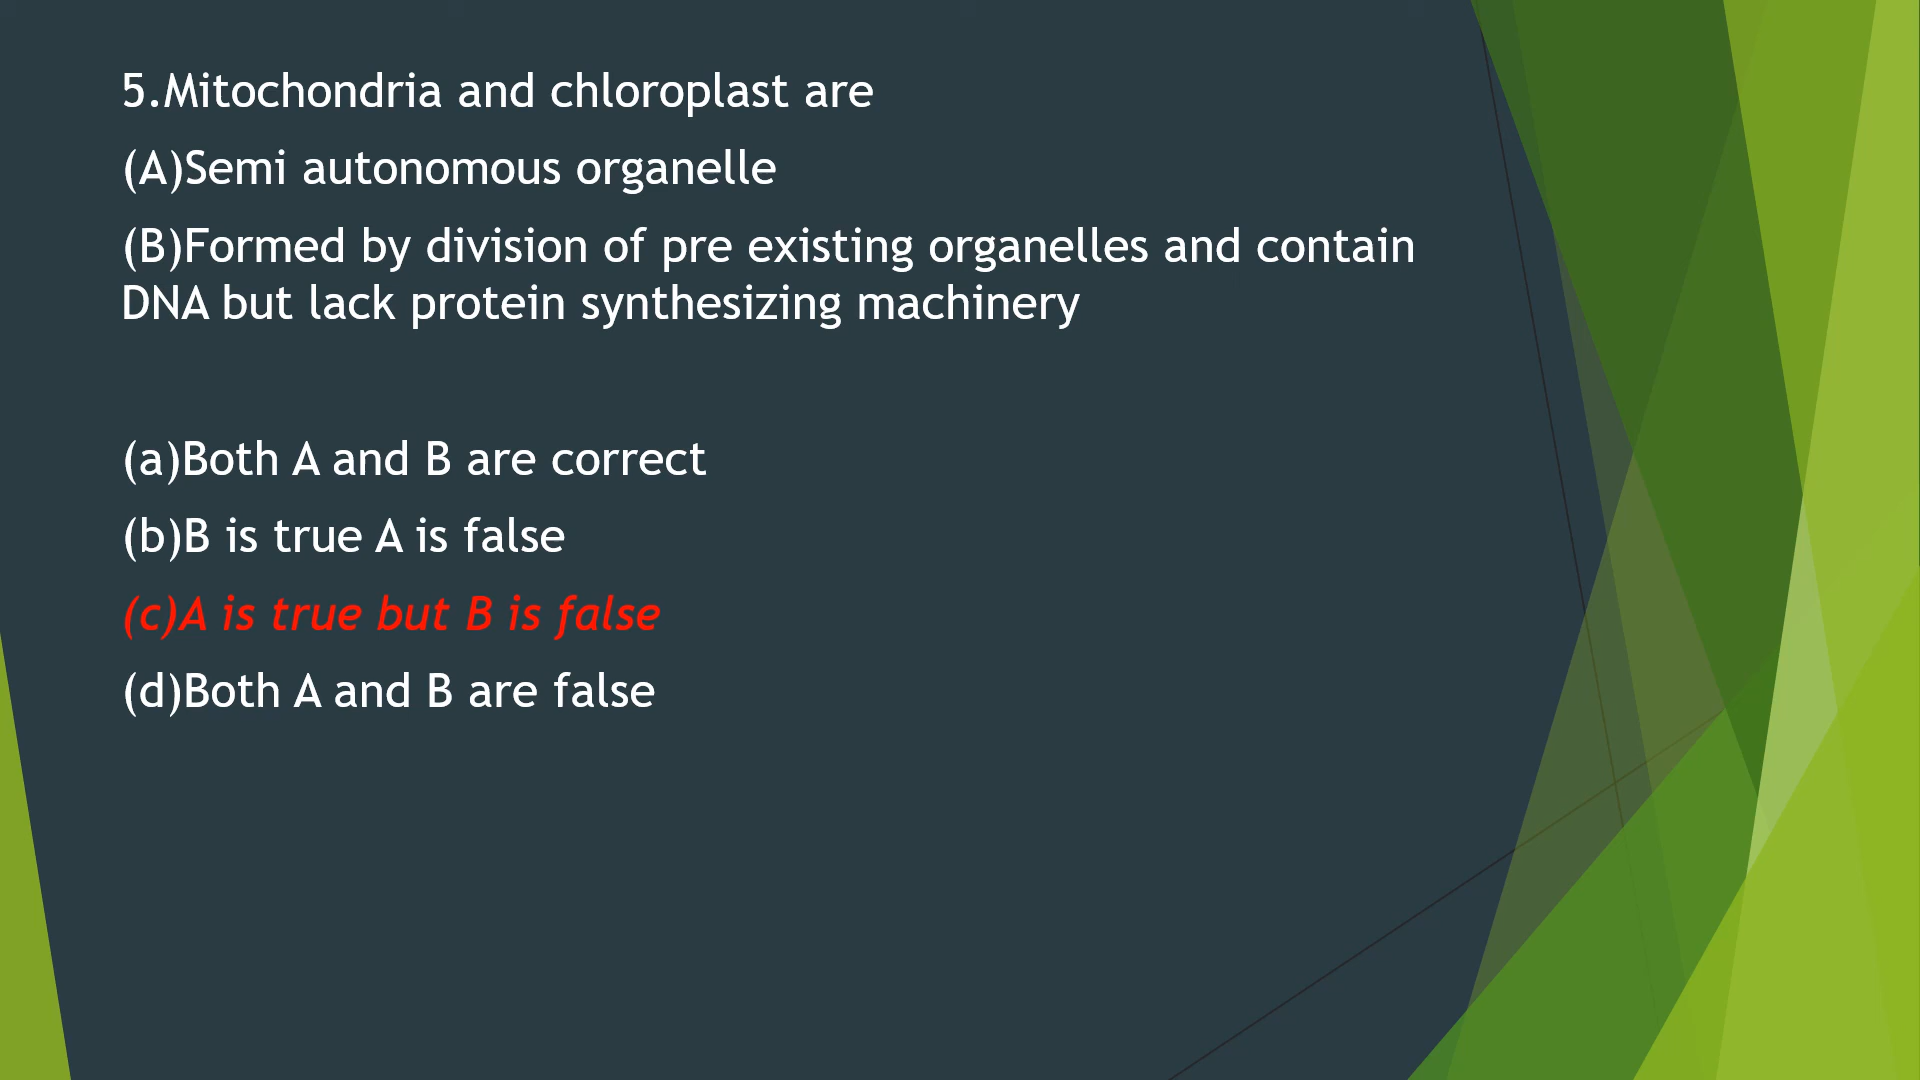 5.Mitochondria and chloroplast are
(A)Semi autonomous organelle
(B)Formed by division of pre existing organelles and contain
DNA but lack protein synthesizing machinery
(a)Both A and B are correct
(b)B is true A is false
(c)A is true but B is false
(d)Both A and B are false